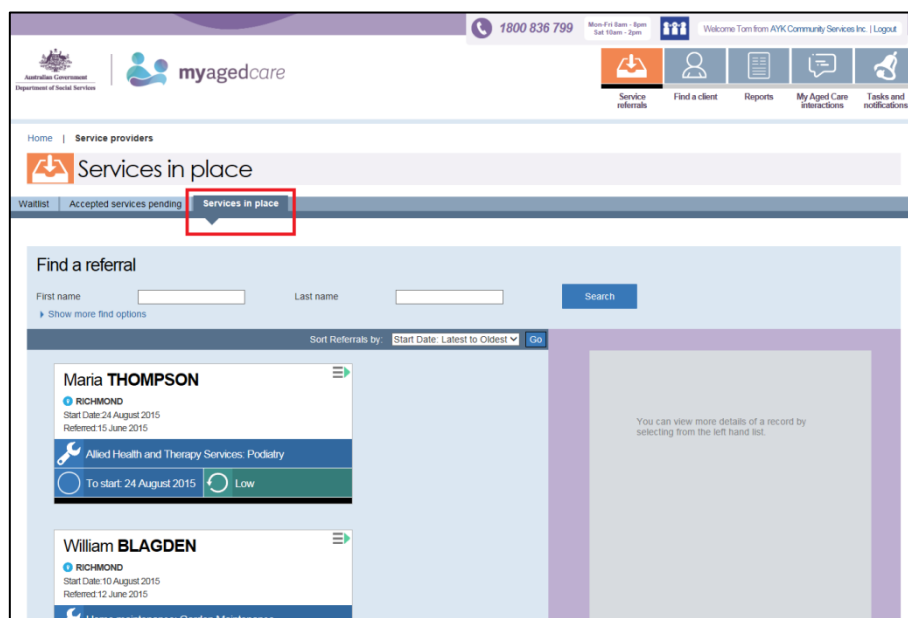 1800 836 799
Mon-Fri 8am - 8pm
Sat 10am - 2pm
Welcome Tom from AYK Community Services Inc. | Logout
Australian Government
Department of Social Services
myagedcare
Service
referrals
Find a client
Reports
My Aged Care
interactions
Tasks and
notifications
Home | Service providers
Services in place
Waitlist
Accepted services pending
Services in place
Find a referral
First name
Last name
Search
Show more find options
Sort Referrals by: Start Date: Latest to Oldest Go
Maria THOMPSON
RICHMOND
Start Date:24 August 2015
Referred:15 June 2015
Allied Health and Therapy Services: Podiatry
To start: 24 August 2015
Low
You can view more details of a record by
selecting from the left hand list.
William BLAGDEN
RICHMOND
Start Date:10 August 2015
Referred:12 June 2015
Home maintenance: Garden Maintenance